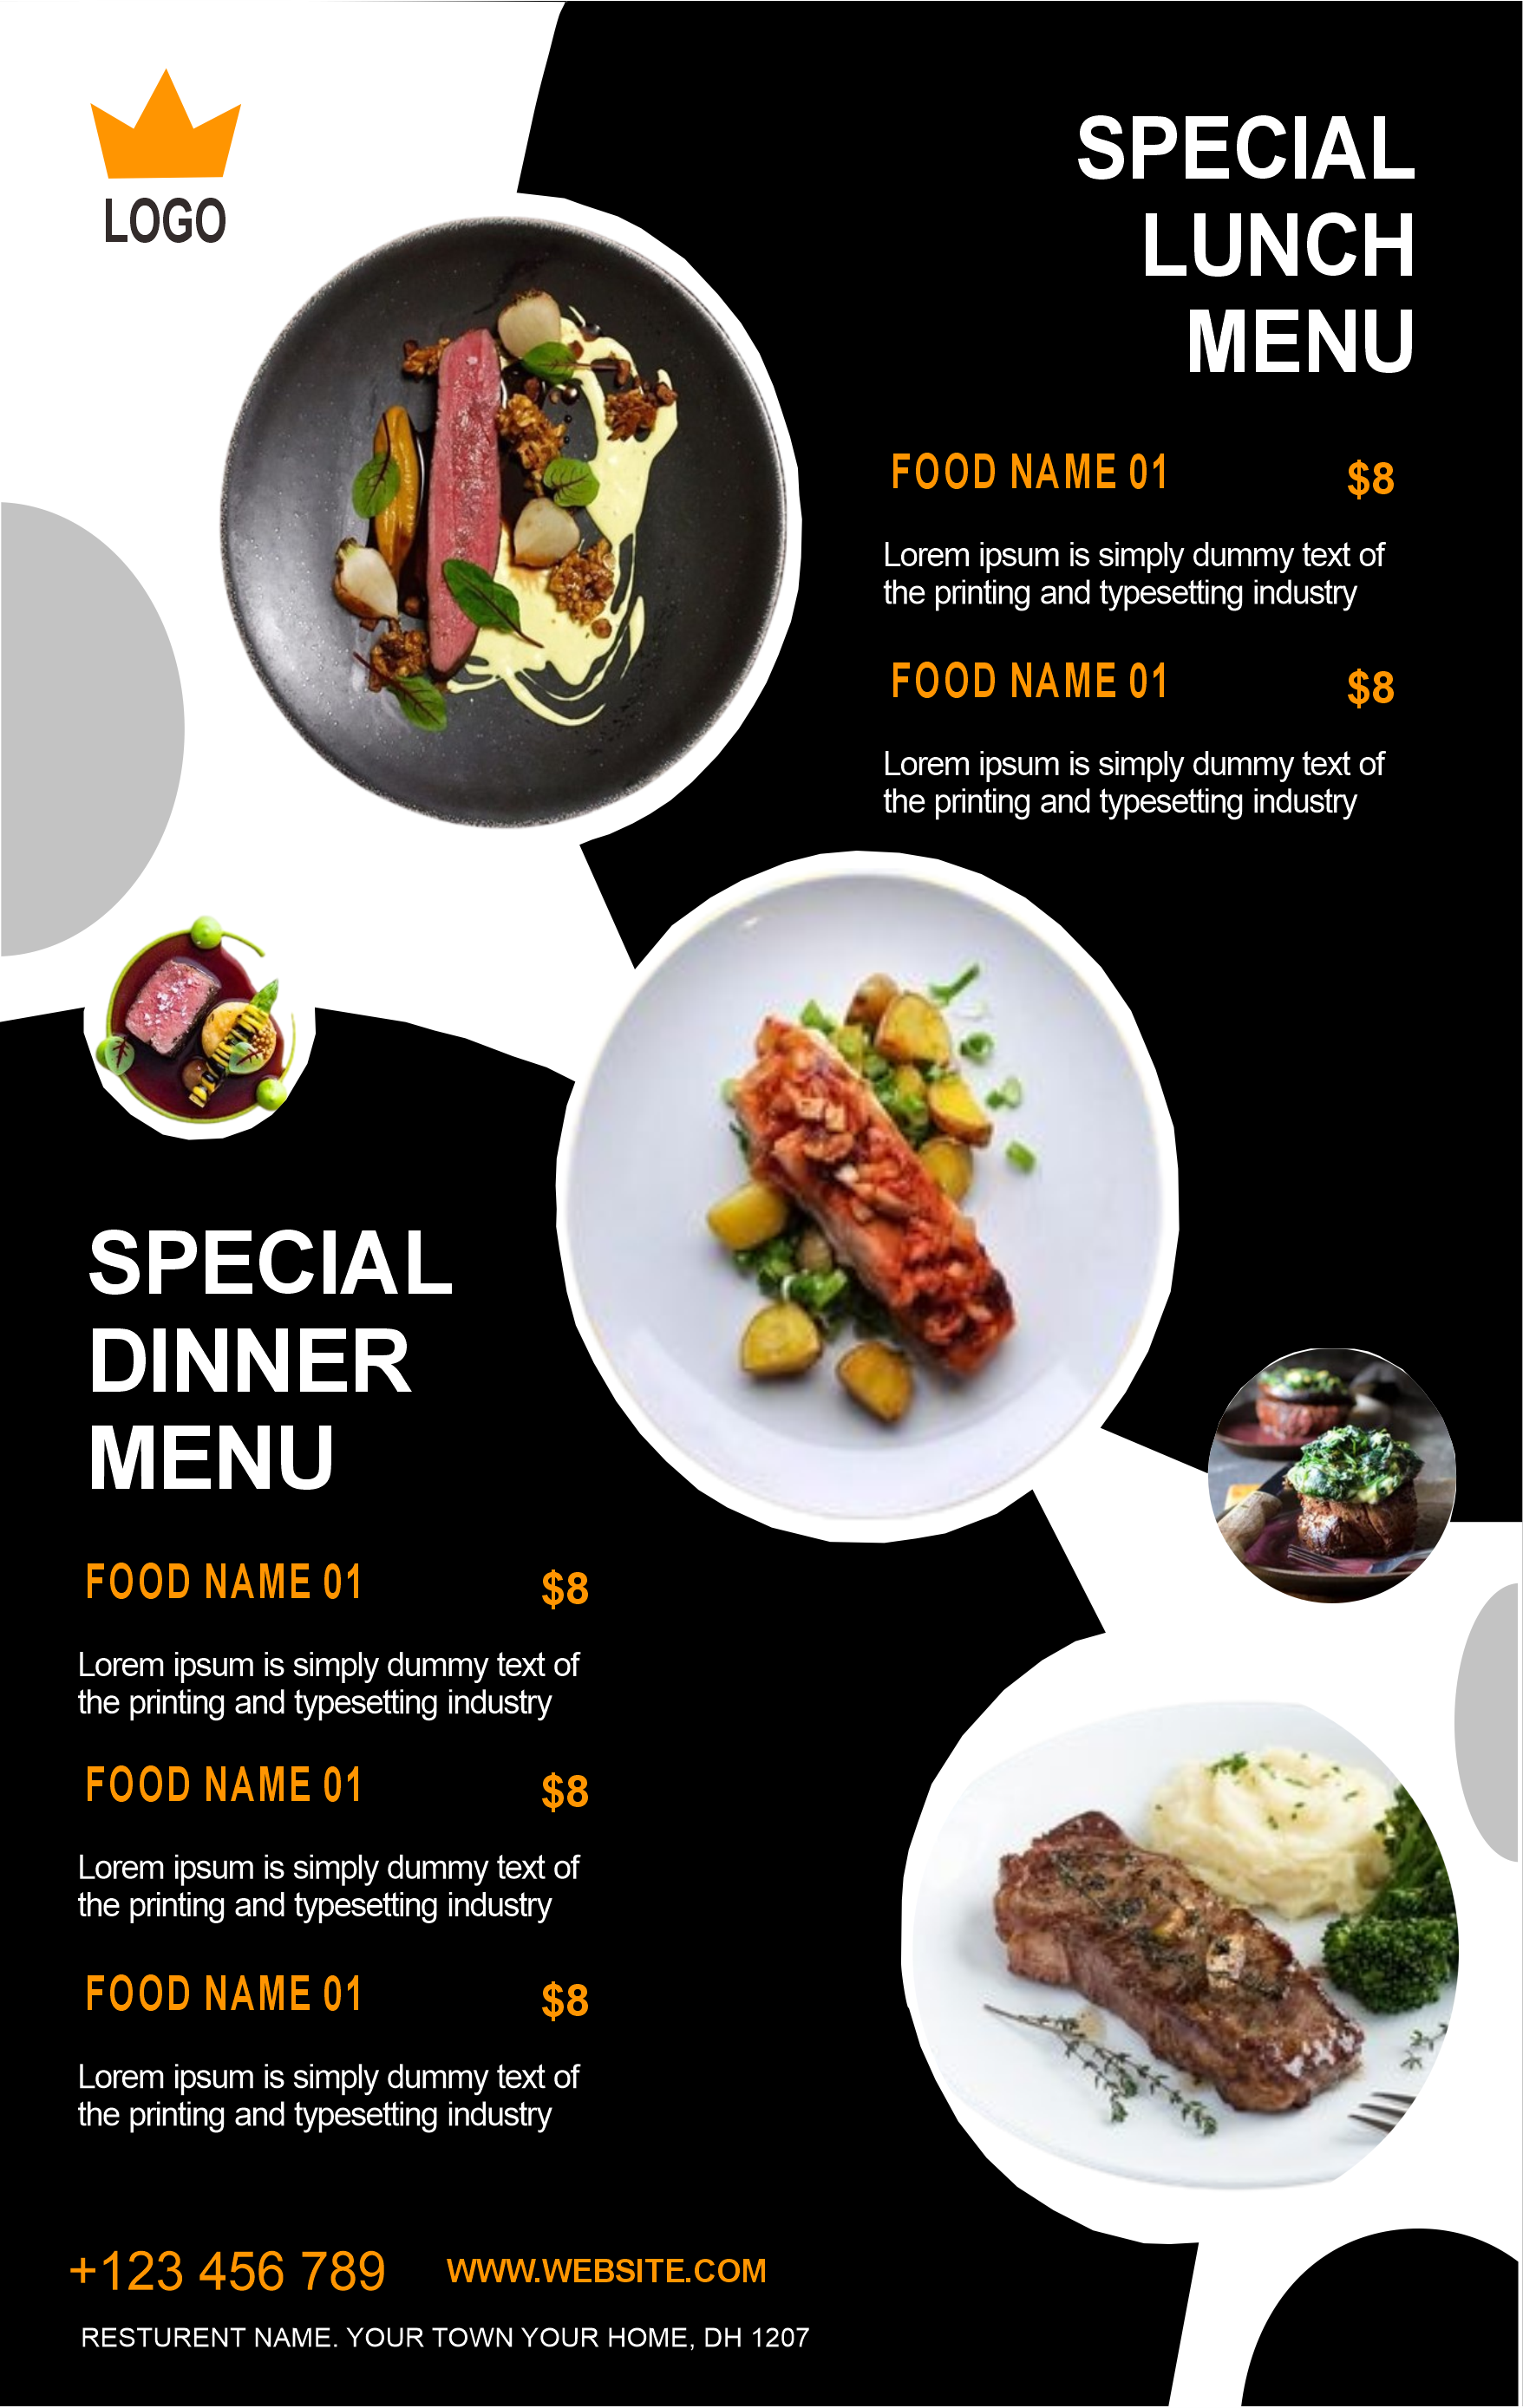 LOGO
SPECIAL
LUNCH
MENU
FOOD NAME 01 $8
Lorem ipsum is simply dummy text of
the printing and typesetting industry
FOOD NAME 01 $8
Lorem ipsum is simply dummy text of
the printing and typesetting industry
SPECIAL
DINNER
MENU
FOOD NAME 01 $8
Lorem ipsum is simply dummy text of
the printing and typesetting industry
FOOD NAME 01 $8
Lorem ipsum is simply dummy text of
the printing and typesetting industry
FOOD NAME 01 $8
Lorem ipsum is simply dummy text of
the printing and typesetting industry
+123 456 789 WWW.WEBSITE.COM
RESTURENT NAME. YOUR TOWN YOUR HOME, DH 1207